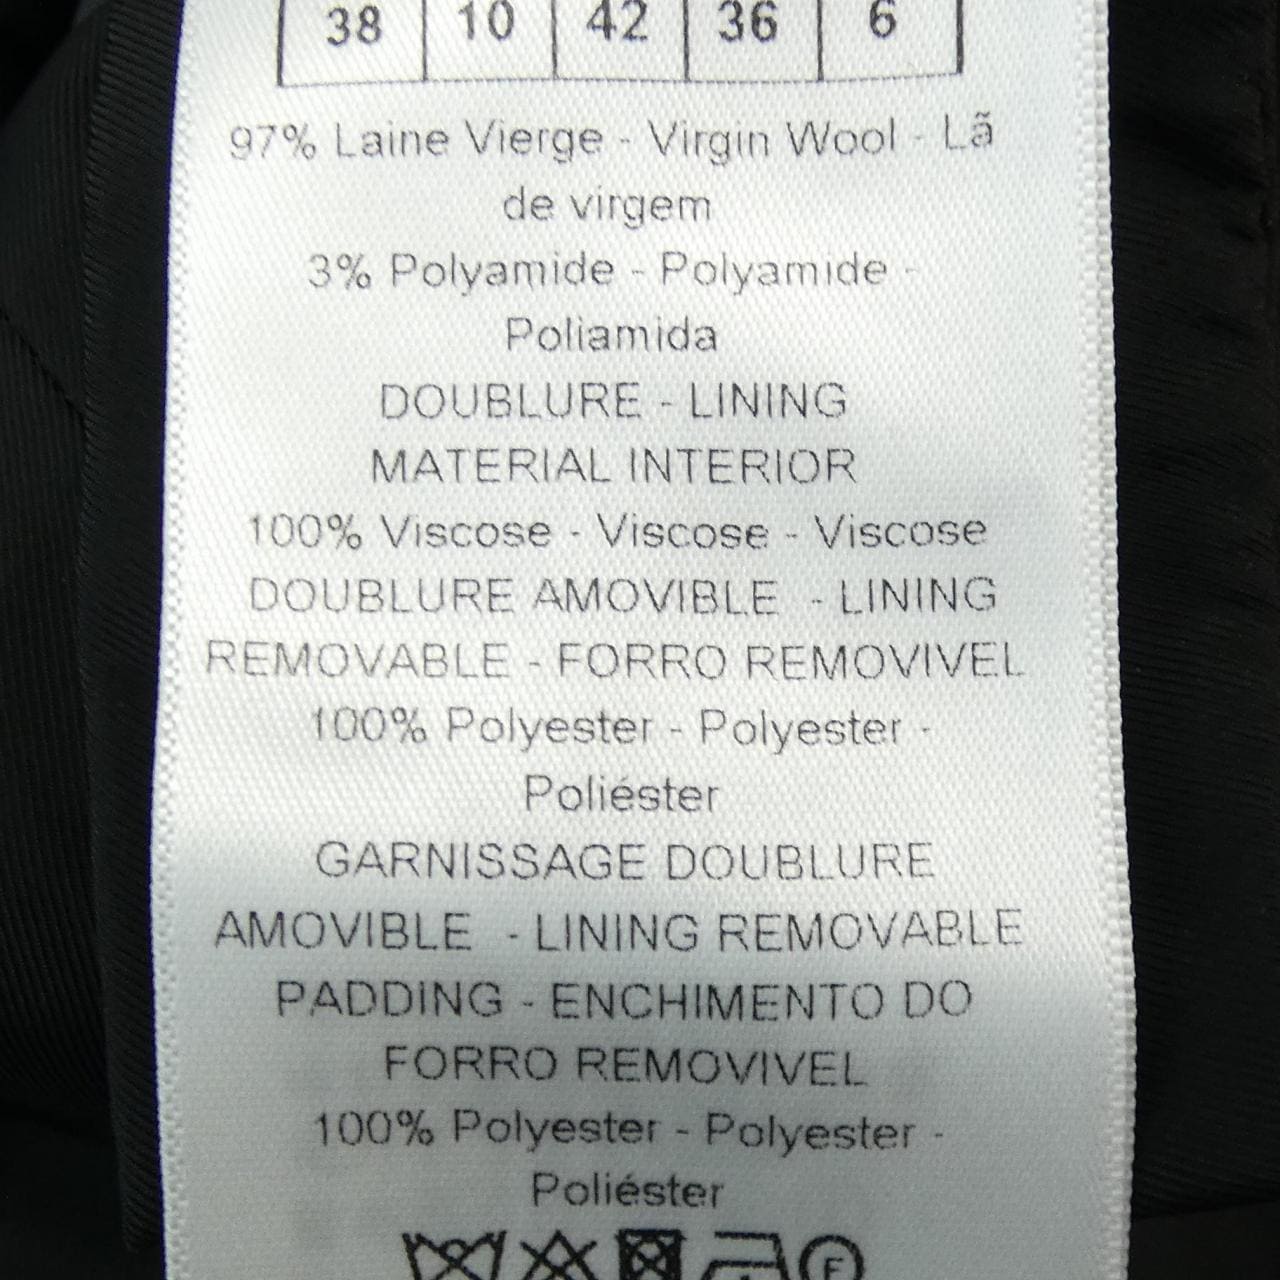 38 10 42 36 6
97% Laine Vierge - Virgin Wool - Lã
de virgem
3% Polyamide - Polyamide -
Poliamida
DOUBLURE - LINING
MATERIAL INTERIOR
100% Viscose - Viscose - Viscose
DOUBLURE AMOVIBLE - LINING
REMOVABLE - FORRO REMOVIVEL
100% Polyester - Polyester -
Poliéster
GARNISSAGE DOUBLURE
AMOVIBLE - LINING REMOVABLE
PADDING - ENCHIMENTO DO
FORRO REMOVIVEL
100% Polyester - Polyester -
Poliéster
F